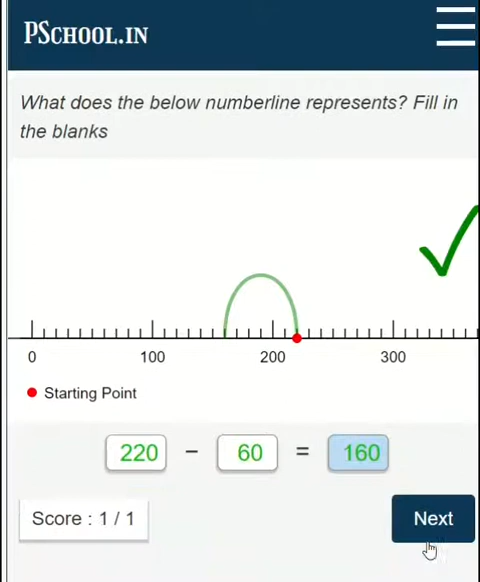 PSCHOOL.IN
What does the below numberline represents? Fill in
the blanks
0 100 200 300
Starting Point
220 − 60 = 160
Score : 1 / 1
Next